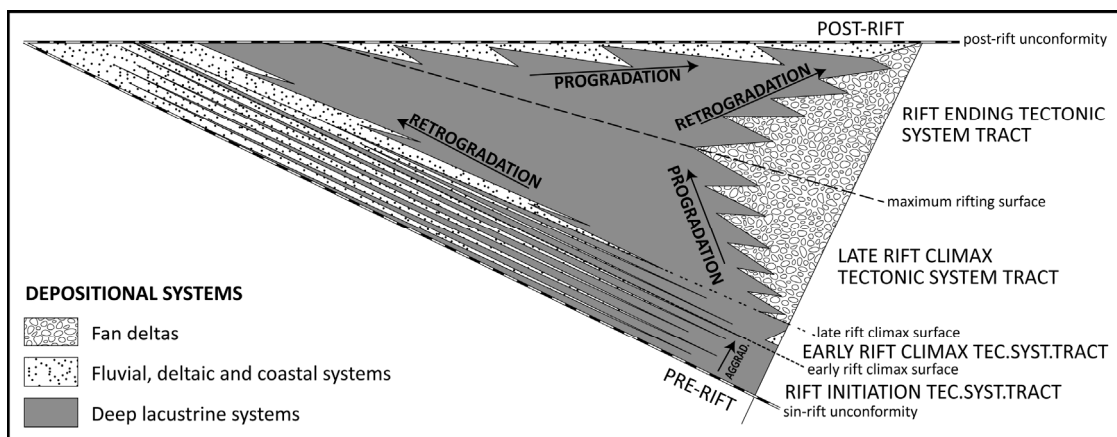 POST-RIFT
post-rift unconformity
PROGRADATION
RETROGRADATION
RIFT ENDING TECTONIC
SYSTEM TRACT
RETROGRADATION
PROGRADATION
maximum rifting surface
LATE RIFT CLIMAX
TECTONIC SYSTEM TRACT
DEPOSITIONAL SYSTEMS
Fan deltas
Fluvial, deltaic and coastal systems
Deep lacustrine systems
late rift climax surface
EARLY RIFT CLIMAX TEC.SYST.TRACT
early rift climax surface
AGGRAD.
PRE-RIFT
RIFT INITIATION TEC.SYST.TRACT
sin-rift unconformity